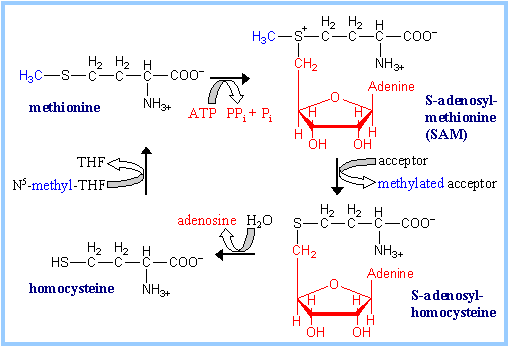 H₃C S⁺ C H₂ C H₂ H C COO⁻
NH₃+
CH₂
Adenine
O
H H H H
OH OH
S-adenosyl-
methionine
(SAM)
H₃C S C H₂ C H₂ H C COO⁻
NH₃+
methionine
ATP PPᵢ + Pᵢ
THF
N⁵-methyl-THF
acceptor
methylated acceptor
adenosine H₂O
S C H₂ C H₂ H C COO⁻
NH₃+
CH₂
Adenine
O
H H H H
OH OH
S-adenosyl-
homocysteine
HS C H₂ C H₂ H C COO⁻
NH₃+
homocysteine